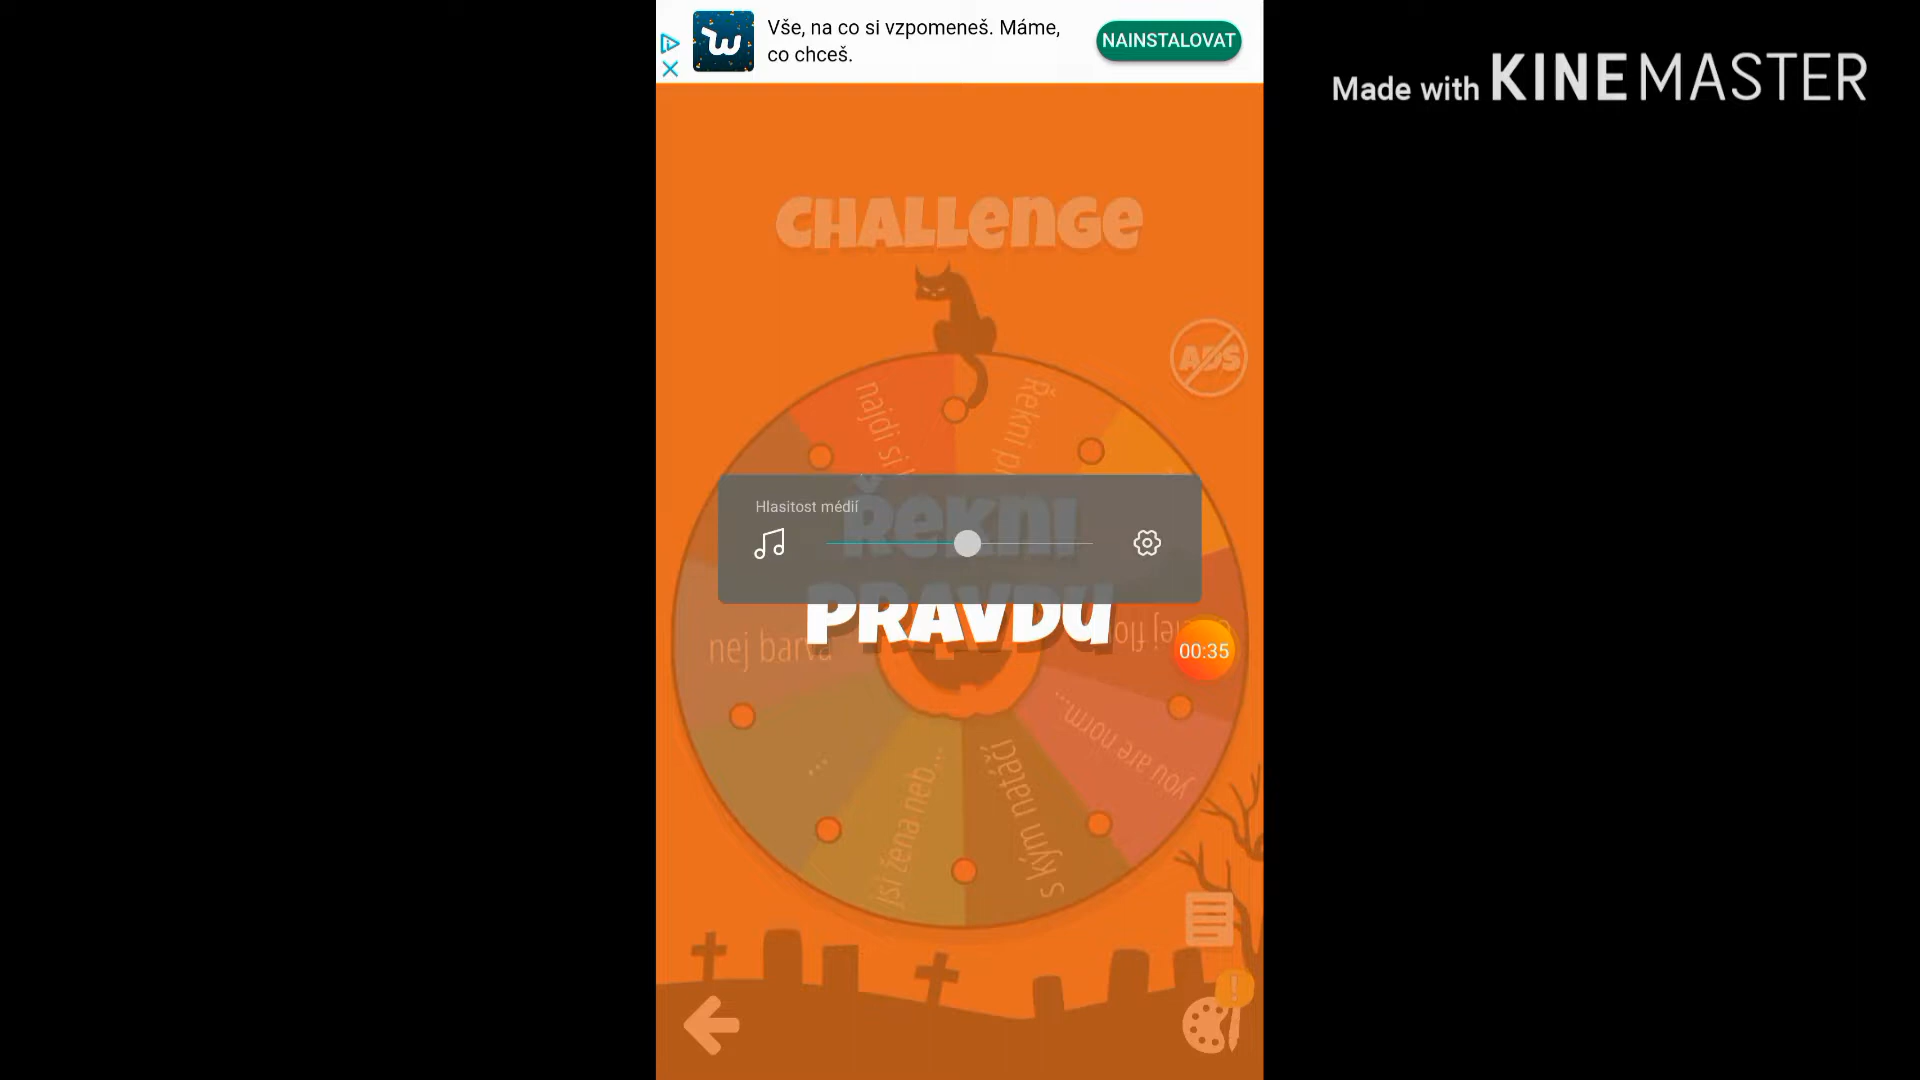 Vše, na co si vzpomeneš. Máme,
co chceš.
NAINSTALOVAT
Made with KINEMASTER
CHALLENGE
ADS
najdi si
Řekni pr
Hlasitost médií
Řekni
PRAVDU
nej barva
00:35
you are norm...
...
jsi žena neb...
s kým natáčí